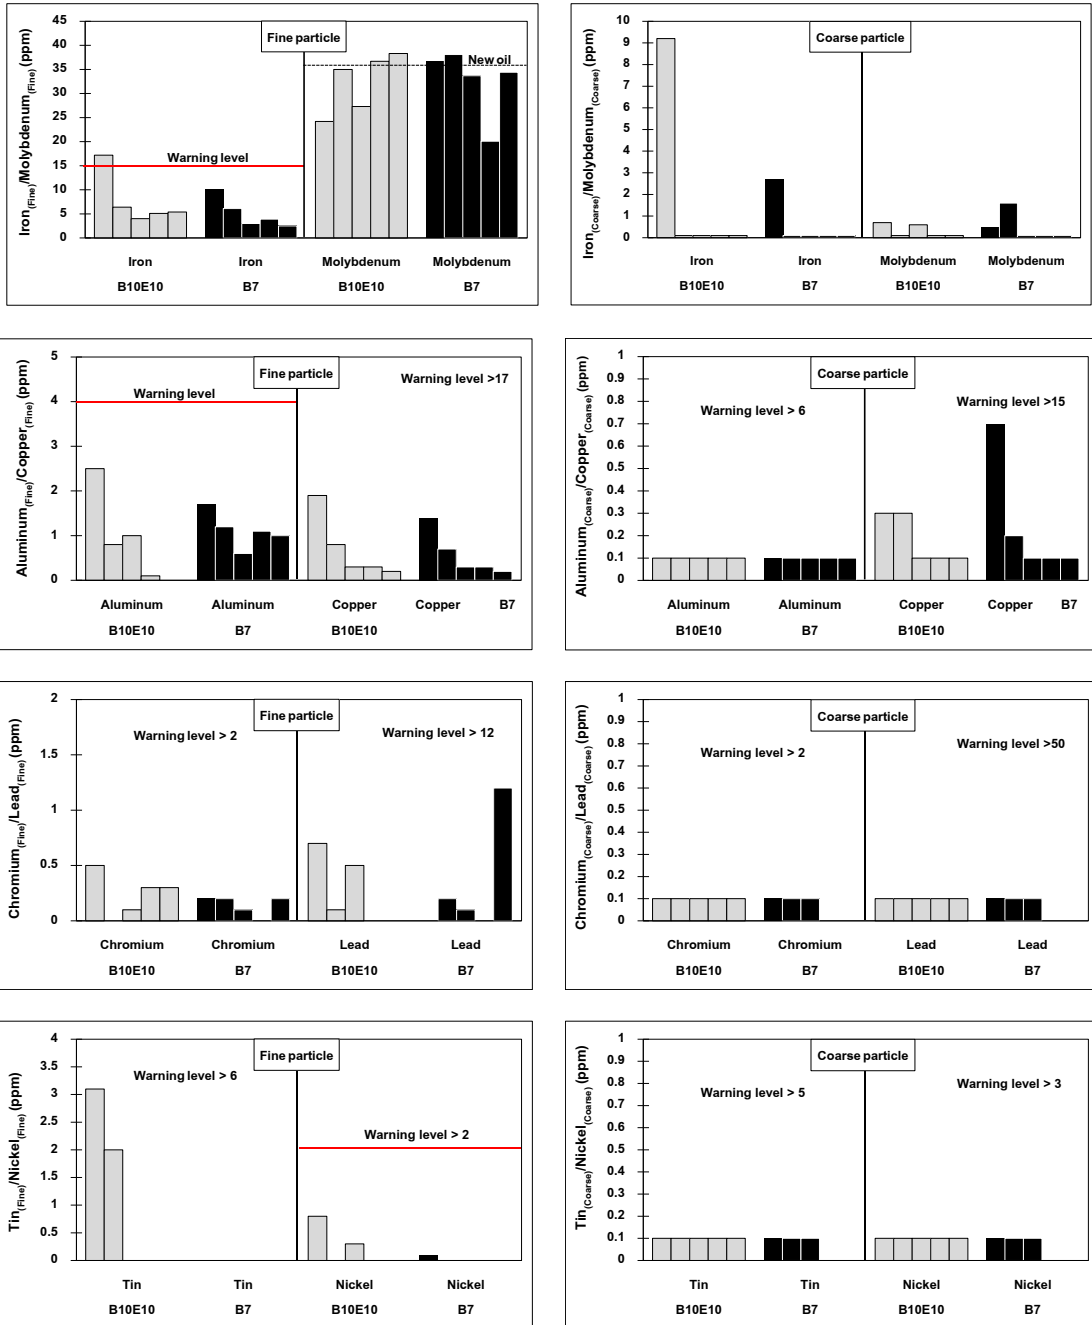 Iron(Fine)/Molybdenum(Fine) (ppm)
45
40
35
30
25
20
15
10
5
0
Fine particle
New oil
Warning level
Iron Iron Molybdenum Molybdenum
B10E10 B7 B10E10 B7
Iron(Coarse)/Molybdenum(Coarse) (ppm)
10
9
8
7
6
5
4
3
2
1
0
Coarse particle
Iron Iron Molybdenum Molybdenum
B10E10 B7 B10E10 B7
Aluminum(Fine)/Copper(Fine) (ppm)
5
4
3
2
1
0
Fine particle
Warning level
Warning level >17
Aluminum Aluminum Copper Copper B7
B10E10 B7 B10E10
Aluminum(Coarse)/Copper(Coarse) (ppm)
1
0.9
0.8
0.7
0.6
0.5
0.4
0.3
0.2
0.1
0
Coarse particle
Warning level > 6
Warning level >15
Aluminum Aluminum Copper Copper B7
B10E10 B7 B10E10
Chromium(Fine)/Lead(Fine) (ppm)
2
1.5
1
0.5
0
Fine particle
Warning level > 2
Warning level > 12
Chromium Chromium Lead Lead
B10E10 B7 B10E10 B7
Chromium(Coarse)/Lead(Coarse) (ppm)
1
0.9
0.8
0.7
0.6
0.5
0.4
0.3
0.2
0.1
0
Coarse particle
Warning level > 2
Warning level >50
Chromium Chromium Lead Lead
B10E10 B7 B10E10 B7
Tin(Fine)/Nickel(Fine) (ppm)
4
3.5
3
2.5
2
1.5
1
0.5
0
Fine particle
Warning level > 6
Warning level > 2
Tin Tin Nickel Nickel
B10E10 B7 B10E10 B7
Tin(Coarse)/Nickel(Coarse) (ppm)
1
0.9
0.8
0.7
0.6
0.5
0.4
0.3
0.2
0.1
0
Coarse particle
Warning level > 5
Warning level > 3
Tin Tin Nickel Nickel
B10E10 B7 B10E10 B7